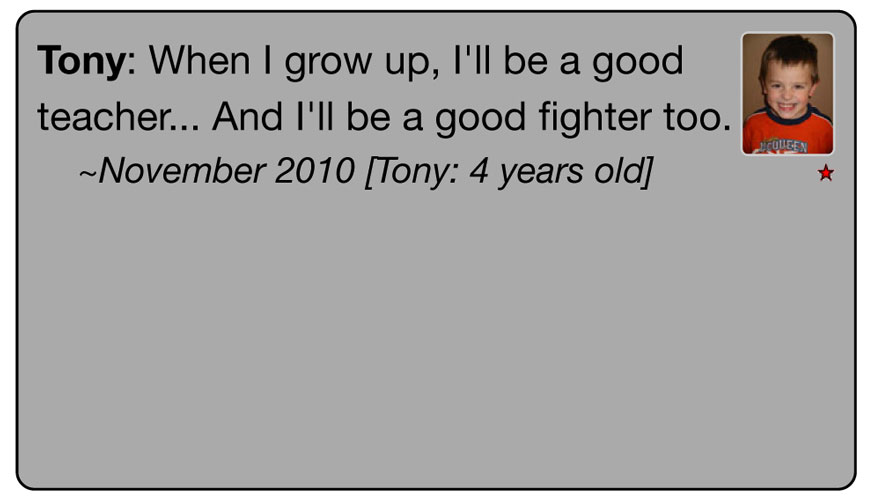 Tony: When I grow up, I'll be a good
teacher... And I'll be a good fighter too.
~November 2010 [Tony: 4 years old]